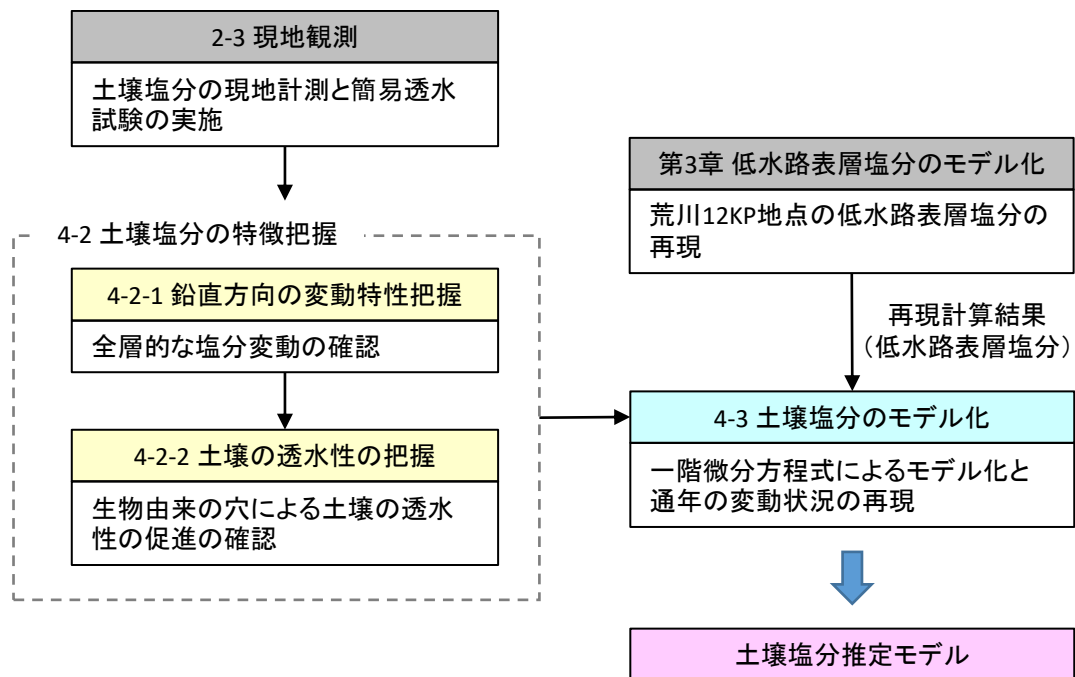 2-3 現地観測
土壌塩分の現地計測と簡易透水
試験の実施
4-2 土壌塩分の特徴把握
4-2-1 鉛直方向の変動特性把握
全層的な塩分変動の確認
4-2-2 土壌の透水性の把握
生物由来の穴による土壌の透水
性の促進の確認
第3章 低水路表層塩分のモデル化
荒川12KP地点の低水路表層塩分の
再現
再現計算結果
（低水路表層塩分）
4-3 土壌塩分のモデル化
一階微分方程式によるモデル化と
通年の変動状況の再現
土壌塩分推定モデル